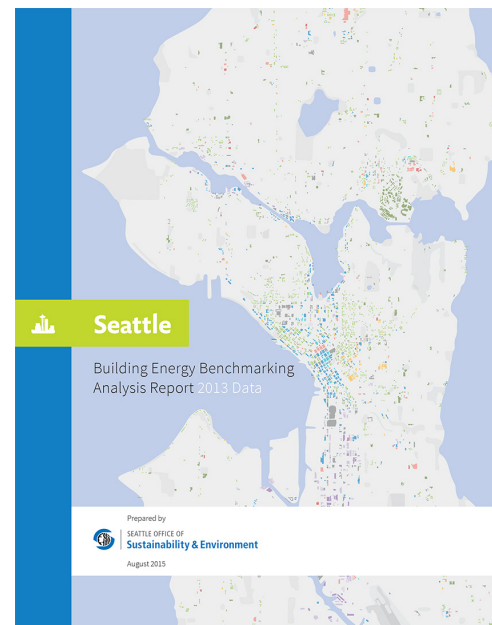 Seattle
Building Energy Benchmarking
Analysis Report 2013 Data
Prepared by
SEATTLE OFFICE OF
Sustainability & Environment
August 2015